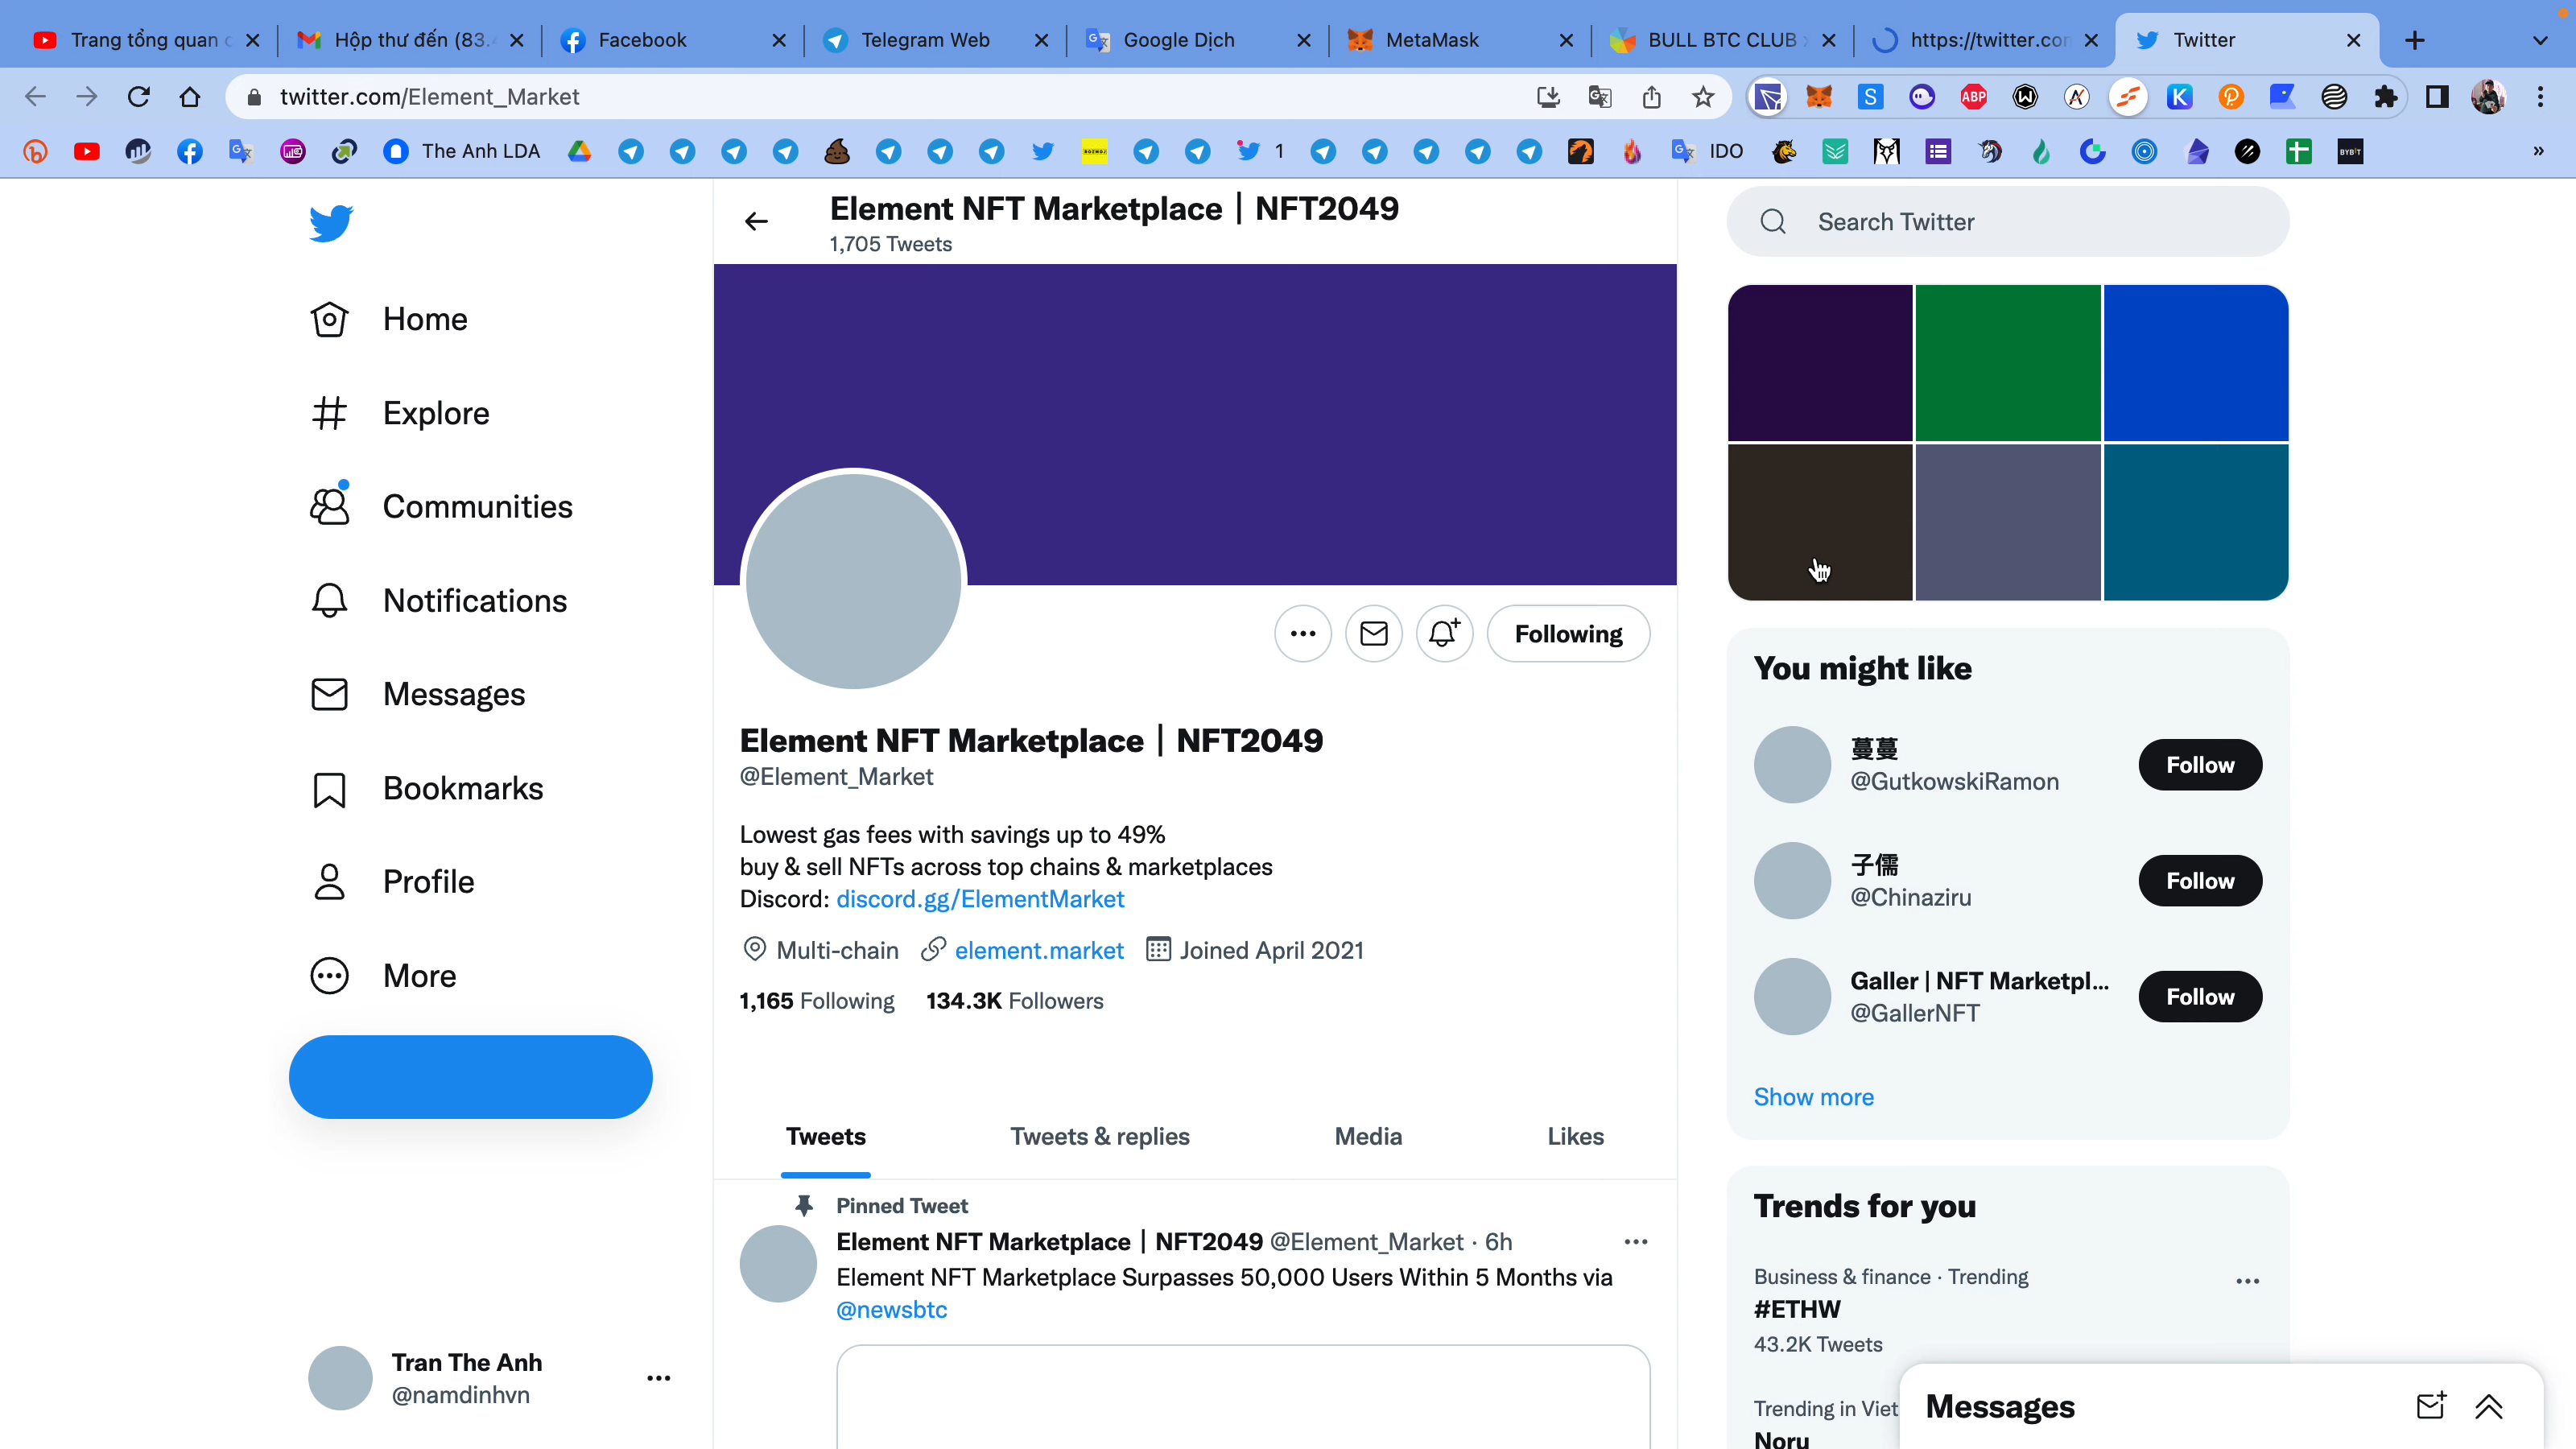 Trang tổng quan
Hộp thư đến (83.
Facebook
Telegram Web
Google Dịch
MetaMask
BULL BTC CLUB
https://twitter.com
Twitter
twitter.com/Element_Market
ABP
The Anh LDA
1
IDO
BYBIT
Element NFT Marketplace | NFT2049
1,705 Tweets
Search Twitter
Home
Explore
Communities
Notifications
Messages
Bookmarks
Profile
More
Tran The Anh
@namdinhvn
Following
Element NFT Marketplace | NFT2049
@Element_Market
Lowest gas fees with savings up to 49%
buy & sell NFTs across top chains & marketplaces
Discord: discord.gg/ElementMarket
Multi-chain element.market Joined April 2021
1,165 Following 134.3K Followers
Tweets Tweets & replies Media Likes
Pinned Tweet
Element NFT Marketplace | NFT2049 @Element_Market · 6h
Element NFT Marketplace Surpasses 50,000 Users Within 5 Months via
@newsbtc
You might like
蔓蔓
@GutkowskiRamon
Follow
子儒
@Chinaziru
Follow
Galler | NFT Marketpl...
@GallerNFT
Follow
Show more
Trends for you
Business & finance · Trending
#ETHW
43.2K Tweets
Trending in Viet
Noru
Messages